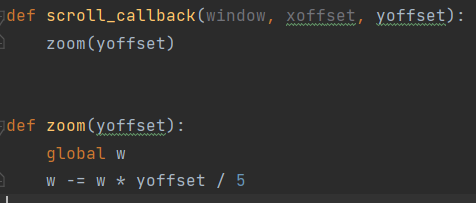 def scroll_callback(window, xoffset, yoffset):
    zoom(yoffset)
def zoom(yoffset):
    global w
    w -= w * yoffset / 5